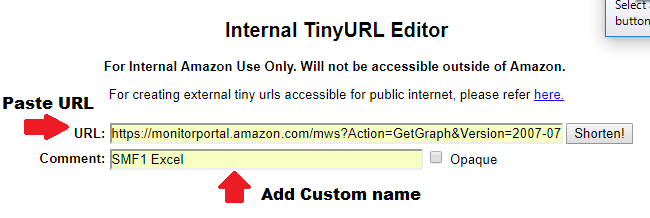 Select
button
Internal TinyURL Editor
For Internal Amazon Use Only. Will not be accessible outside of Amazon.
For creating external tiny urls accessible for public internet, please refer here.
Paste URL
URL: https://monitorportal.amazon.com/mws?Action=GetGraph&Version=2007-07 Shorten!
Comment: SMF1 Excel Opaque
Add Custom name